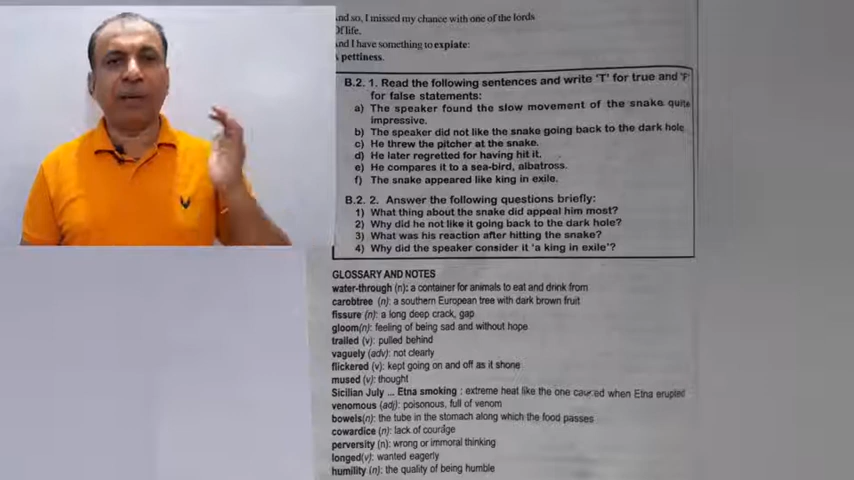 And so, I missed my chance with one of the lords
Of life.
And I have something to expiate:
A pettiness.
B.2. 1. Read the following sentences and write 'T' for true and 'F'
for false statements:
a) The speaker found the slow movement of the snake quite
impressive.
b) The speaker did not like the snake going back to the dark hole
c) He threw the pitcher at the snake.
d) He later regretted for having hit it.
e) He compares it to a sea-bird, albatross.
f) The snake appeared like king in exile.
B.2. 2. Answer the following questions briefly:
1) What thing about the snake did appeal him most?
2) Why did he not like it going back to the dark hole?
3) What was his reaction after hitting the snake?
4) Why did the speaker consider it 'a king in exile'?
GLOSSARY AND NOTES
water-through (n): a container for animals to eat and drink from
carobtree (n): a southern European tree with dark brown fruit
fissure (n): a long deep crack, gap
gloom(n): feeling of being sad and without hope
trailed (v): pulled behind
vaguely (adv): not clearly
flickered (v): kept going on and off as it shone
mused (v): thought
Sicilian July ... Etna smoking : extreme heat like the one caused when Etna erupted
venomous (adj): poisonous, full of venom
bowels(n): the tube in the stomach along which the food passes
cowardice (n): lack of courage
perversity (n): wrong or immoral thinking
longed(v): wanted eagerly
humility (n): the quality of being humble